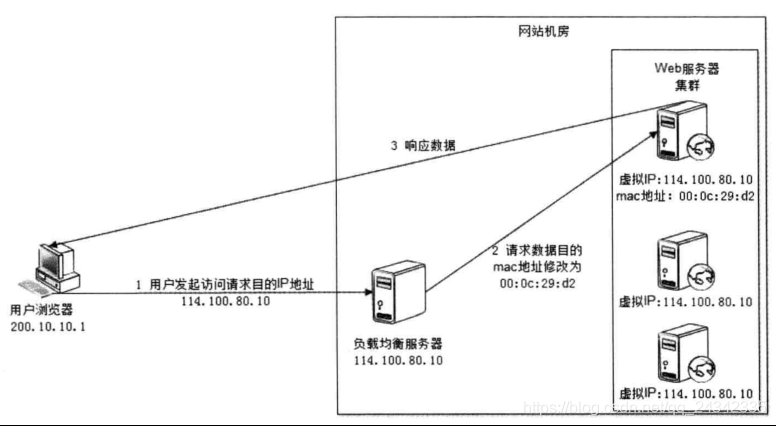 网站机房
Web服务器
集群
3 响应数据
虚拟IP:114.100.80.10
mac地址: 00:0c:29:d2
2 请求数据目的
mac地址修改为
00:0c:29:d2
1 用户发起访问请求目的IP地址
114.100.80.10
虚拟IP:114.100.80.10
用户浏览器
200.10.10.1
负载均衡服务器
114.100.80.10
虚拟IP:114.100.80.10